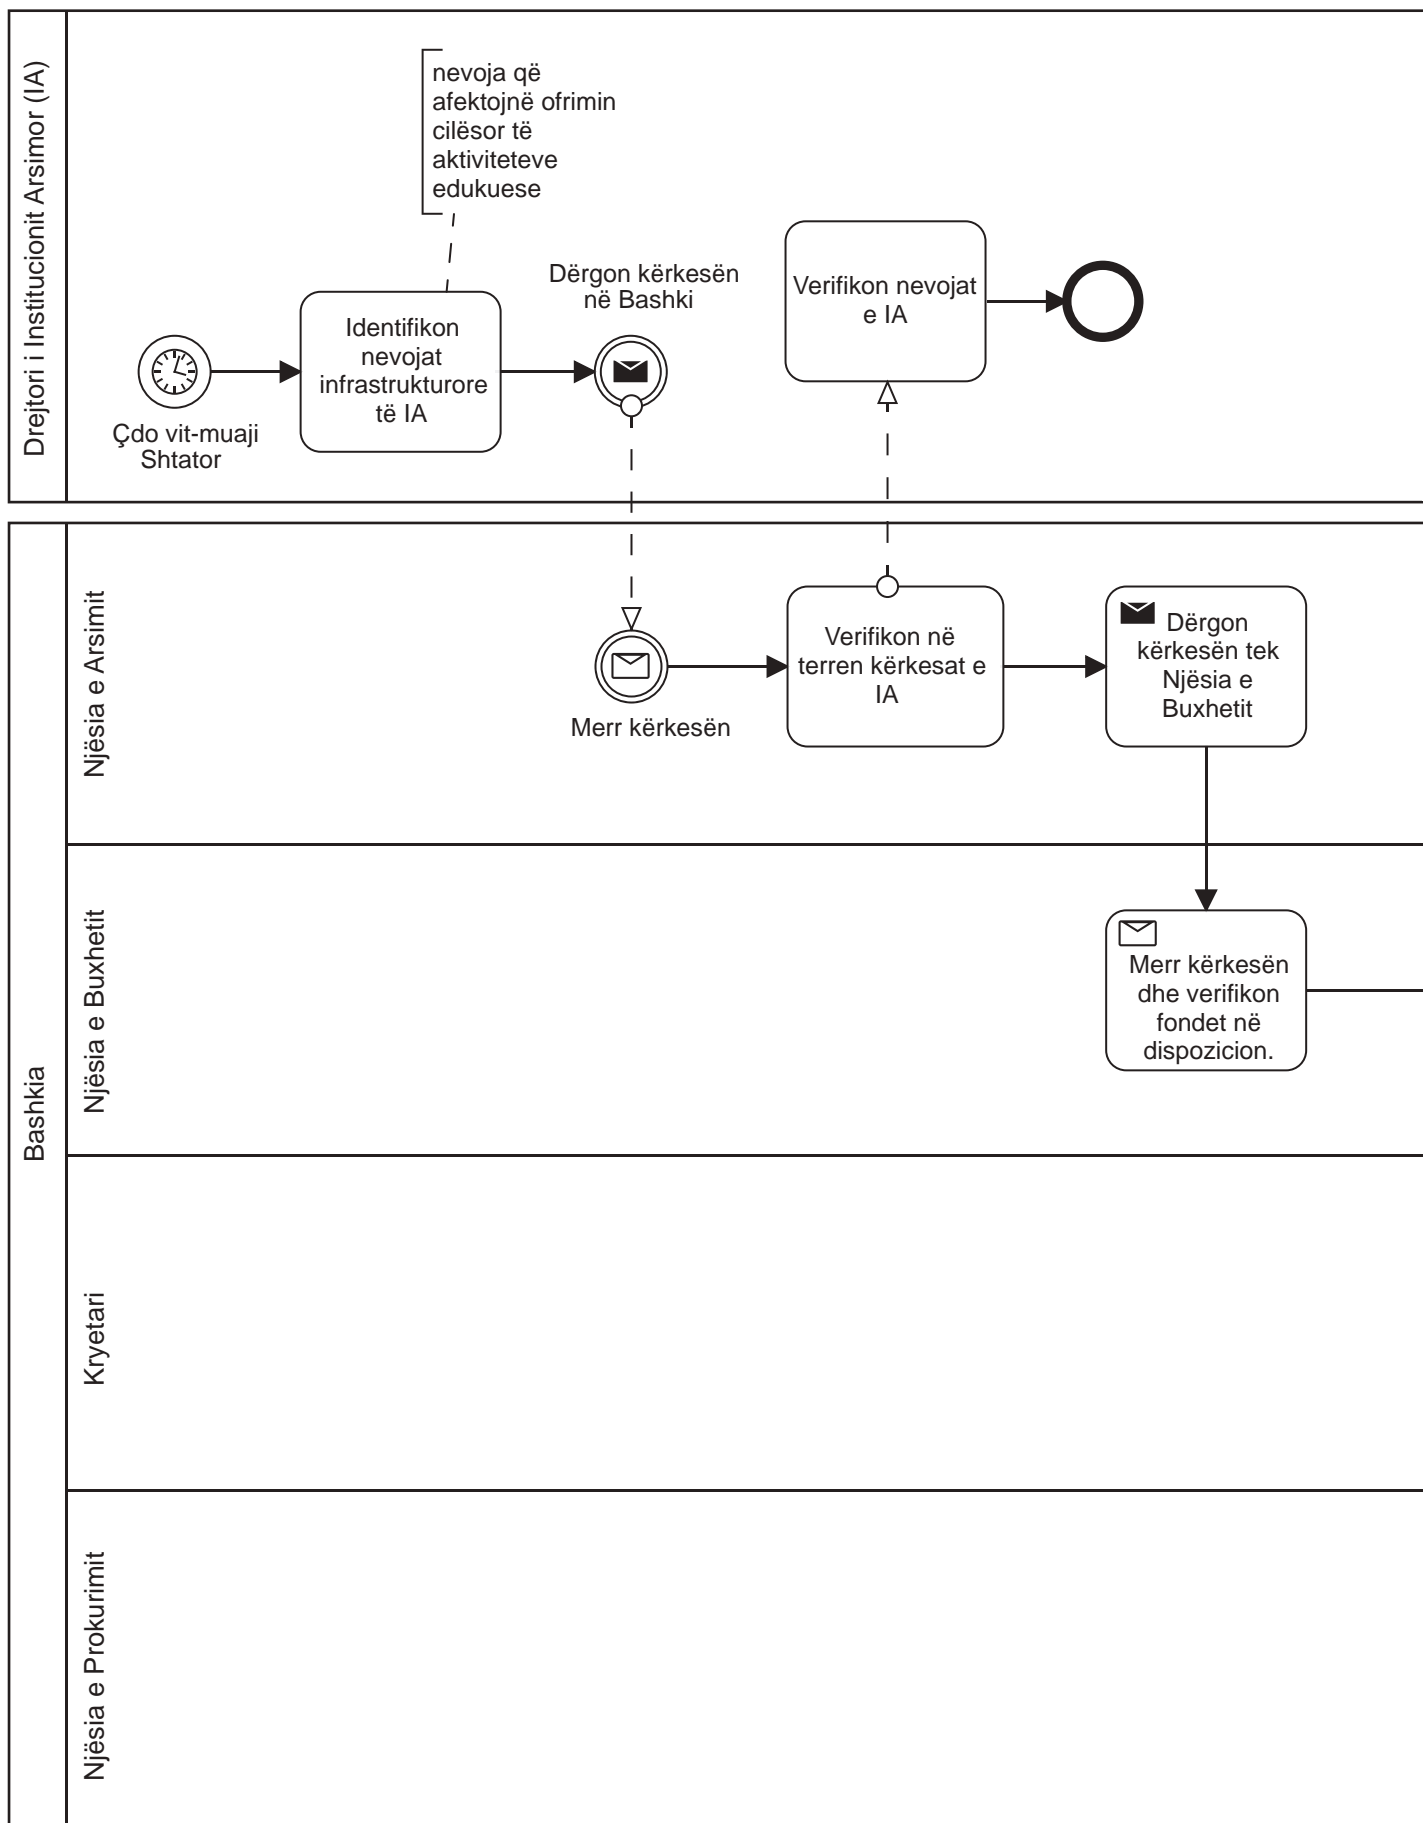 Drejtori i Institucionit Arsimor (IA)
nevoja që
afektojnë ofrimin
cilësor të
aktiviteteve
edukuese
Çdo vit-muaji
Shtator
Identifikon
nevojat
infrastrukturore
të IA
Dërgon kërkesën
në Bashki
Verifikon nevojat
e IA
Bashkia
Njësia e Arsimit
Merr kërkesën
Verifikon në
terren kërkesat e
IA
Dërgon
kërkesën tek
Njësia e
Buxhetit
Njësia e Buxhetit
Merr kërkesën
dhe verifikon
fondet në
dispozicion.
Kryetari
Njësia e Prokurimit